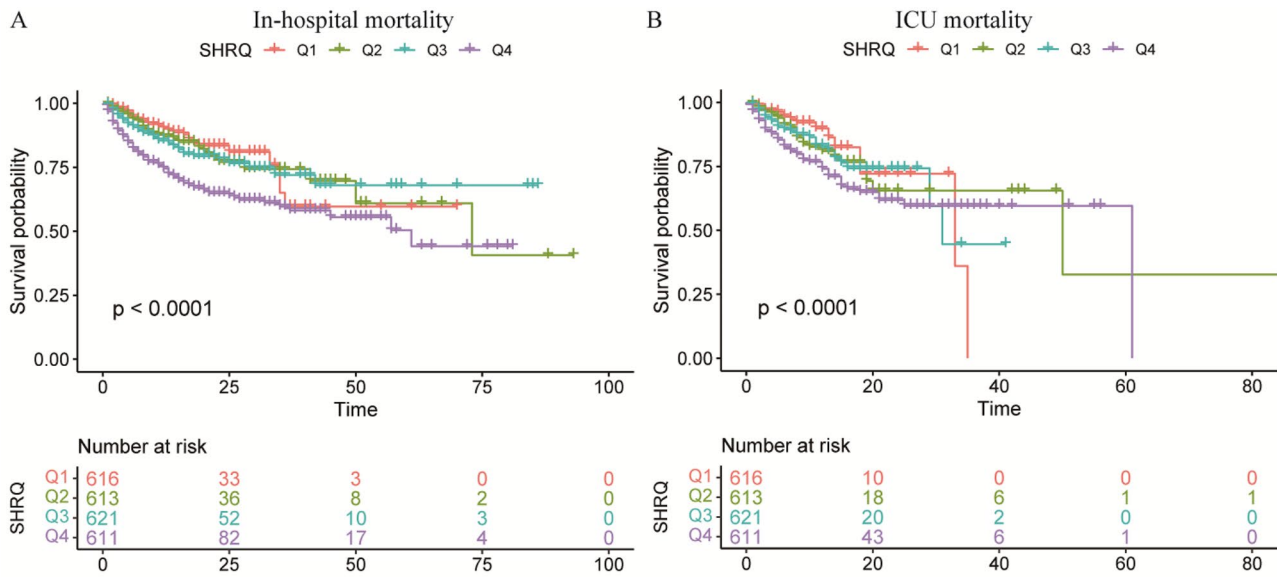 A In-hospital mortality
SHRQ Q1 Q2 Q3 Q4
1.00
0.75
0.50
0.25
0.00
Survival porbability
p < 0.0001
0 25 50 75 100
Time
Number at risk
SHRQ
Q1 616 33 3 0 0
Q2 613 36 8 2 0
Q3 621 52 10 3 0
Q4 611 82 17 4 0
0 25 50 75 100
B ICU mortality
SHRQ Q1 Q2 Q3 Q4
1.00
0.75
0.50
0.25
0.00
Survival porbability
p < 0.0001
0 20 40 60 80
Time
Number at risk
SHRQ
Q1 616 10 0 0 0
Q2 613 18 6 1 1
Q3 621 20 2 0 0
Q4 611 43 6 1 0
0 20 40 60 80